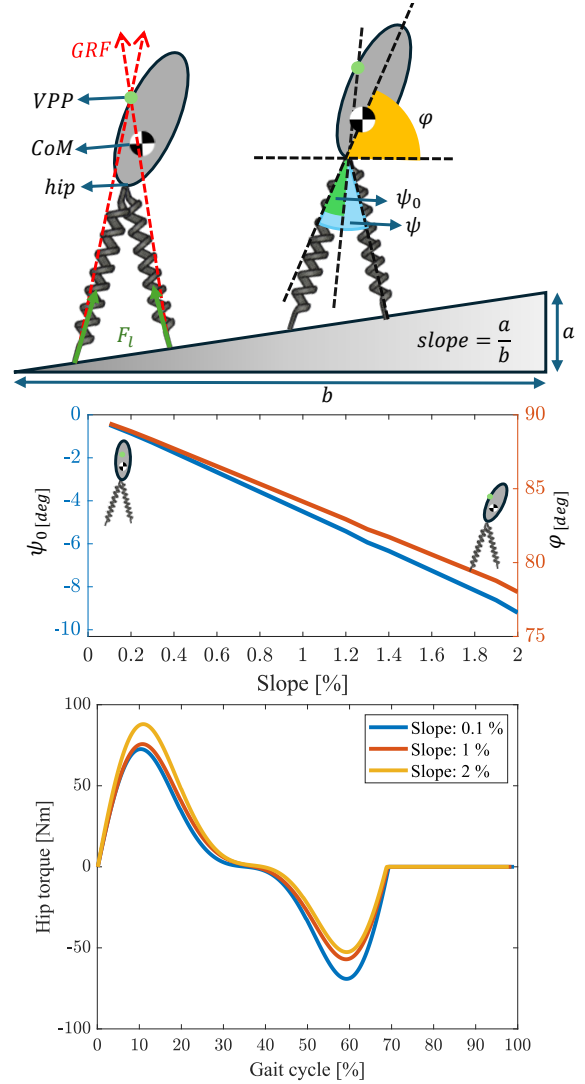 GRF
VPP
CoM
hip
F_l
φ
ψ_0
ψ
slope = a/b
a
b
0
-2
-4
-6
-8
-10
ψ_0 [deg]
90
85
80
75
φ [deg]
0 0.2 0.4 0.6 0.8 1 1.2 1.4 1.6 1.8 2
Slope [%]
100
50
0
-50
-100
Hip torque [Nm]
Slope: 0.1 %
Slope: 1 %
Slope: 2 %
0 10 20 30 40 50 60 70 80 90 100
Gait cycle [%]